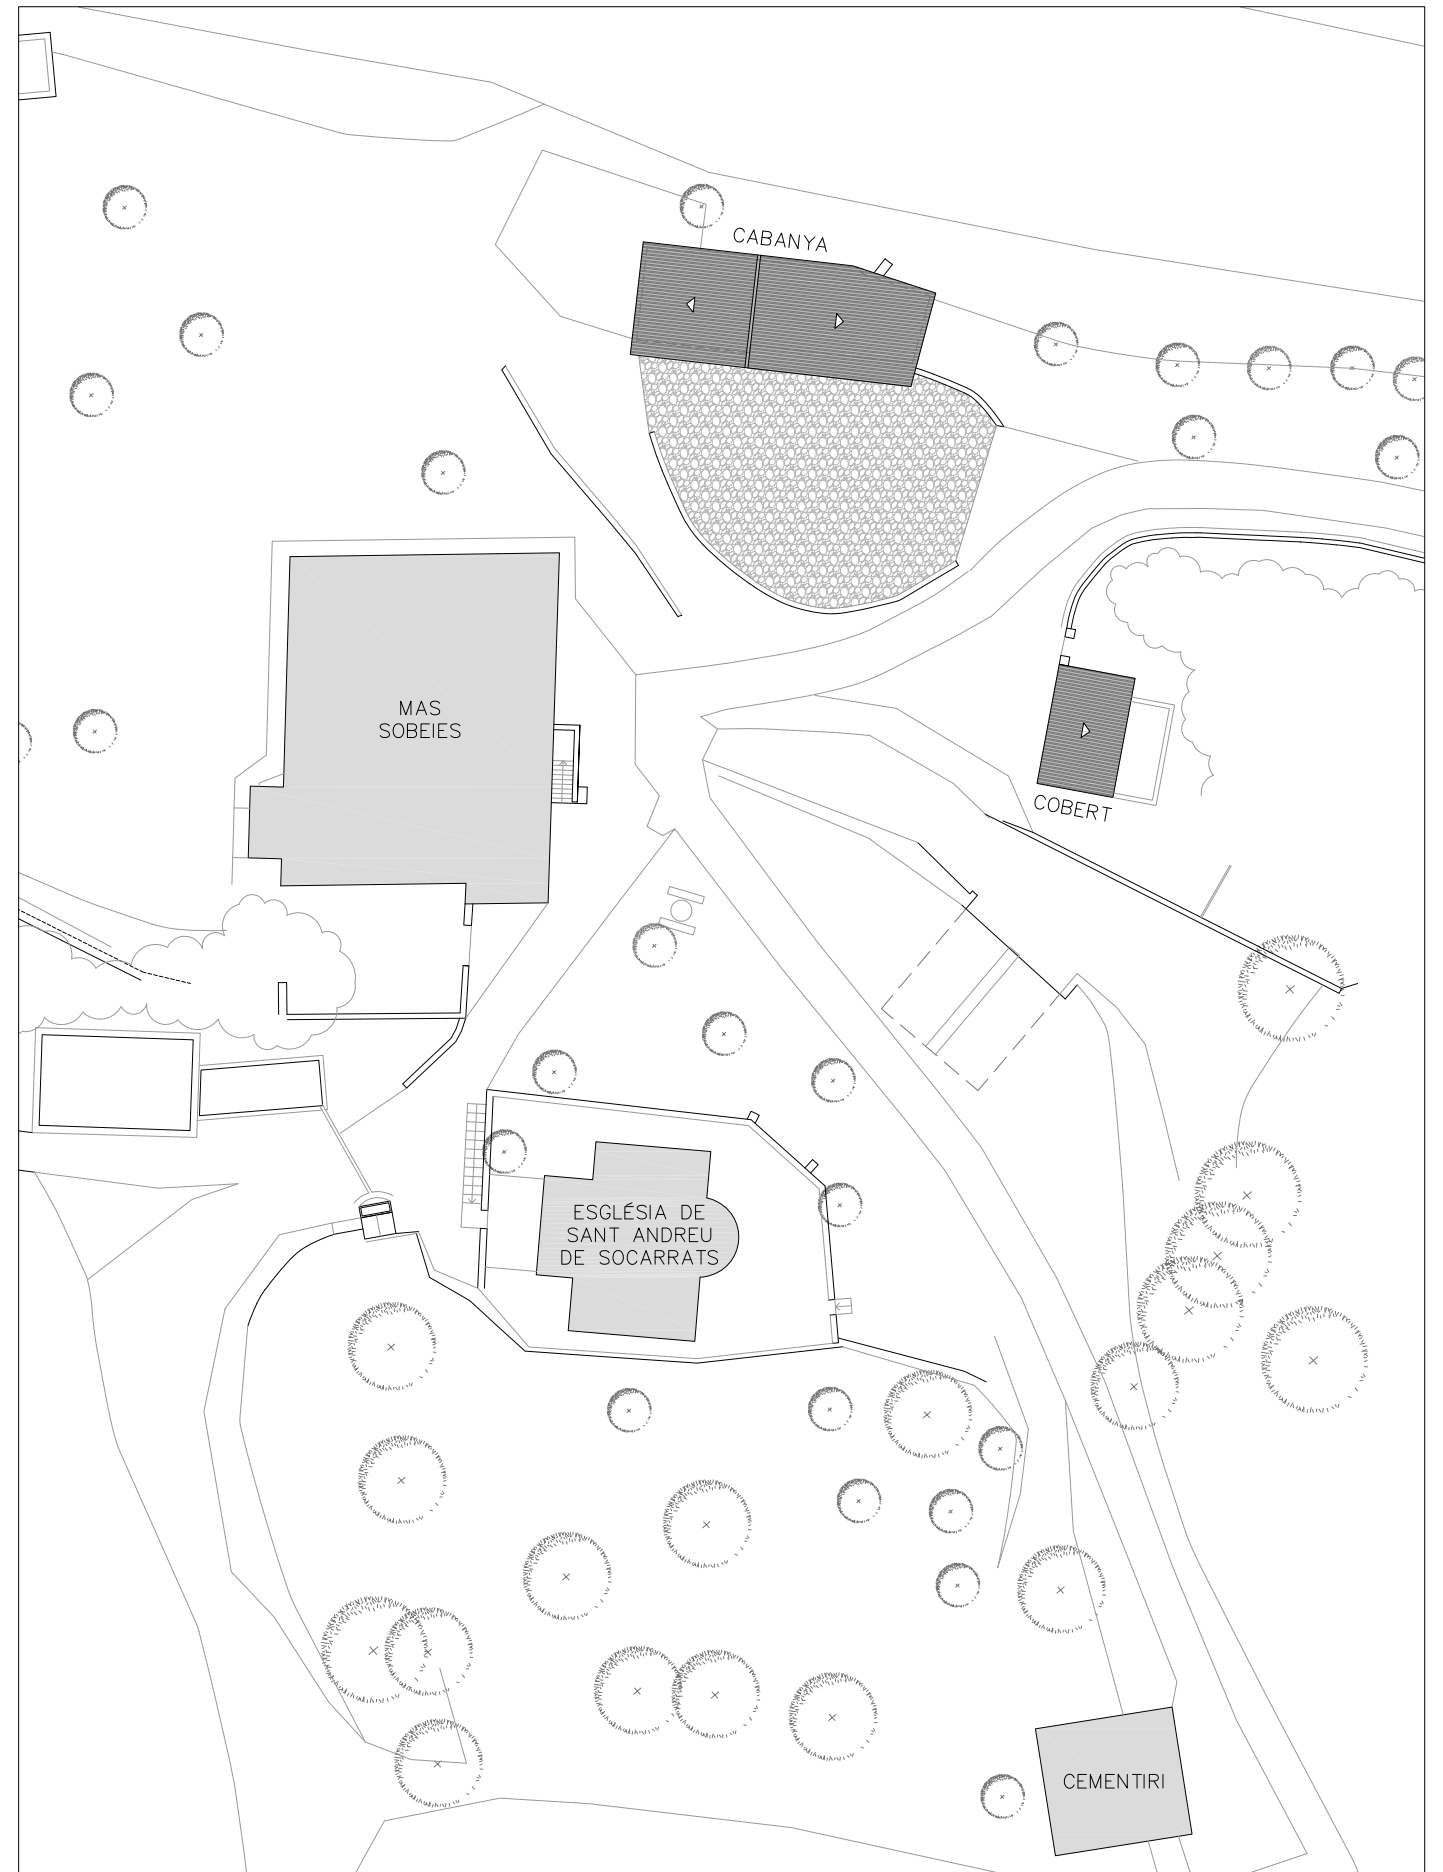 CABANYA
MAS
SOBEIES
COBERT
ESGLÉSIA DE
SANT ANDREU
DE SOCARRATS
CEMENTIRI